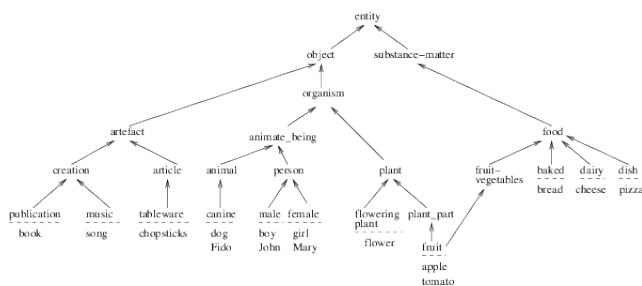 entity
object
substance-matter
organism
artefact
animate_being
food
creation
article
animal
person
plant
fruit-
vegetables
baked
bread
dairy
cheese
dish
pizza
publication
book
music
song
tableware
chopsticks
canine
dog
Fido
male
boy
John
female
girl
Mary
flowering
plant
flower
plant_part
fruit
apple
tomato